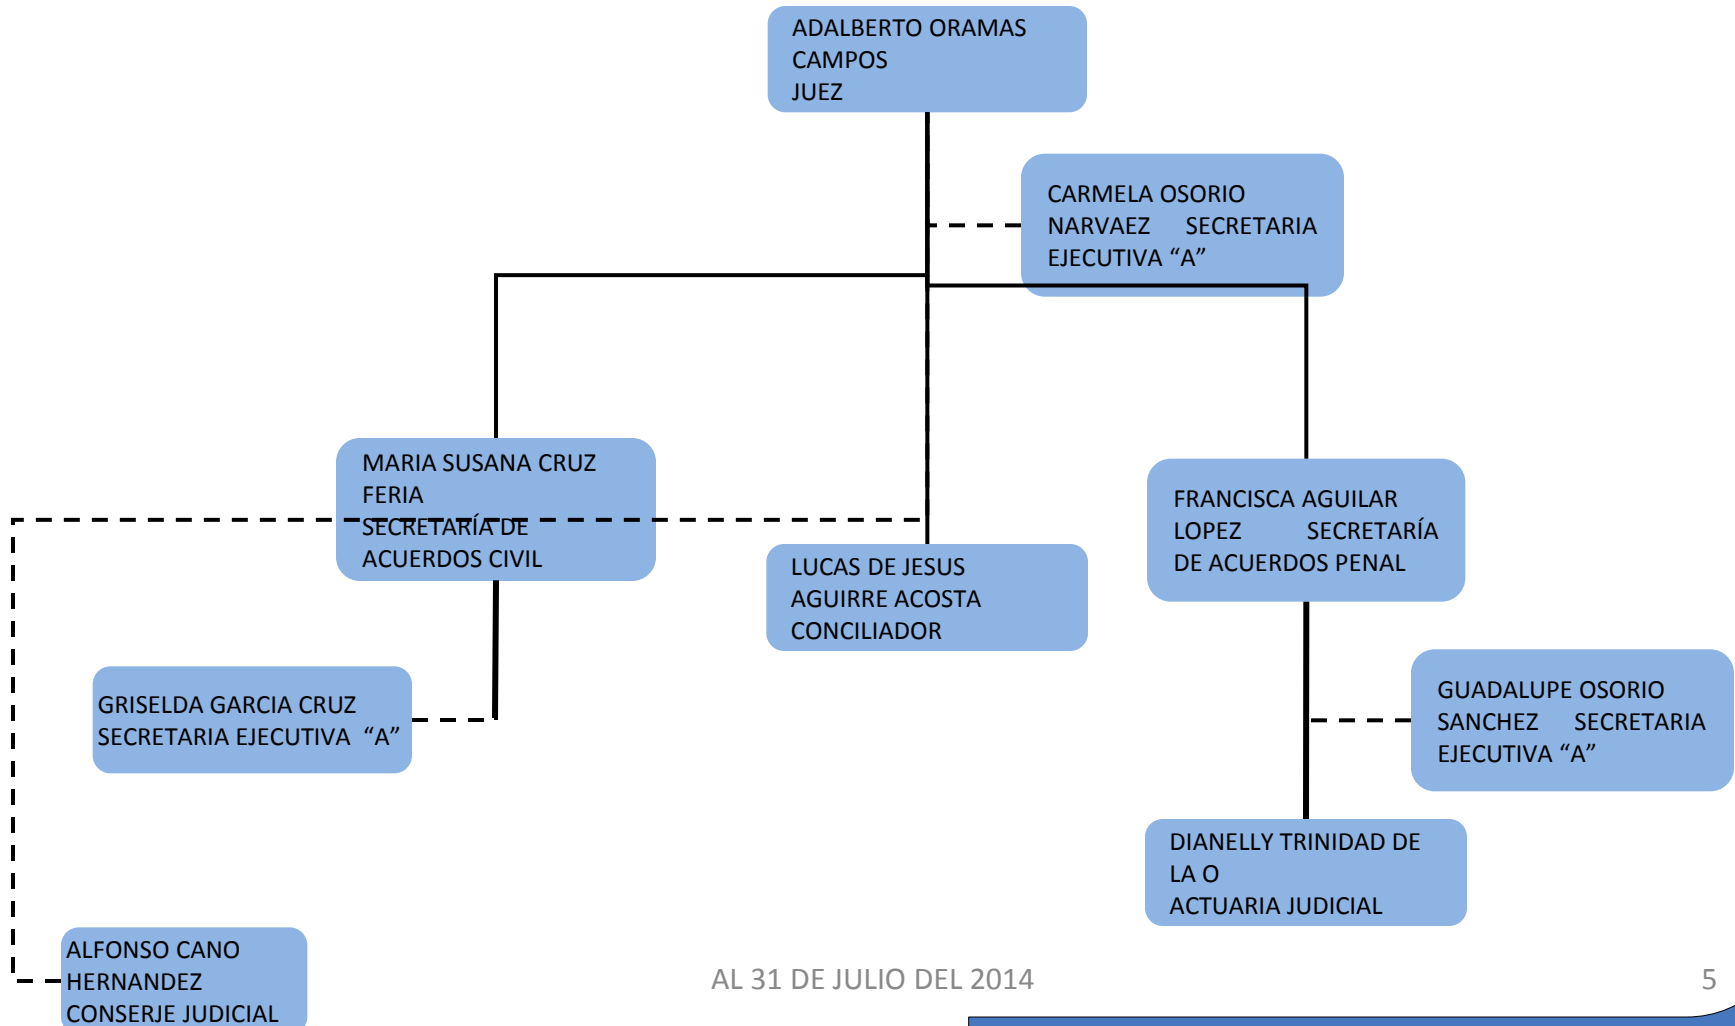 ADALBERTO ORAMAS
CAMPOS
JUEZ
CARMELA OSORIO
NARVAEZ SECRETARIA
EJECUTIVA “A”
MARIA SUSANA CRUZ
FERIA
SECRETARÍA DE
ACUERDOS CIVIL
LUCAS DE JESUS
AGUIRRE ACOSTA
CONCILIADOR
FRANCISCA AGUILAR
LOPEZ SECRETARÍA
DE ACUERDOS PENAL
GRISELDA GARCIA CRUZ
SECRETARIA EJECUTIVA “A”
GUADALUPE OSORIO
SANCHEZ SECRETARIA
EJECUTIVA “A”
DIANELLY TRINIDAD DE
LA O
ACTUARIA JUDICIAL
ALFONSO CANO
HERNANDEZ
CONSERJE JUDICIAL
AL 31 DE JULIO DEL 2014
5